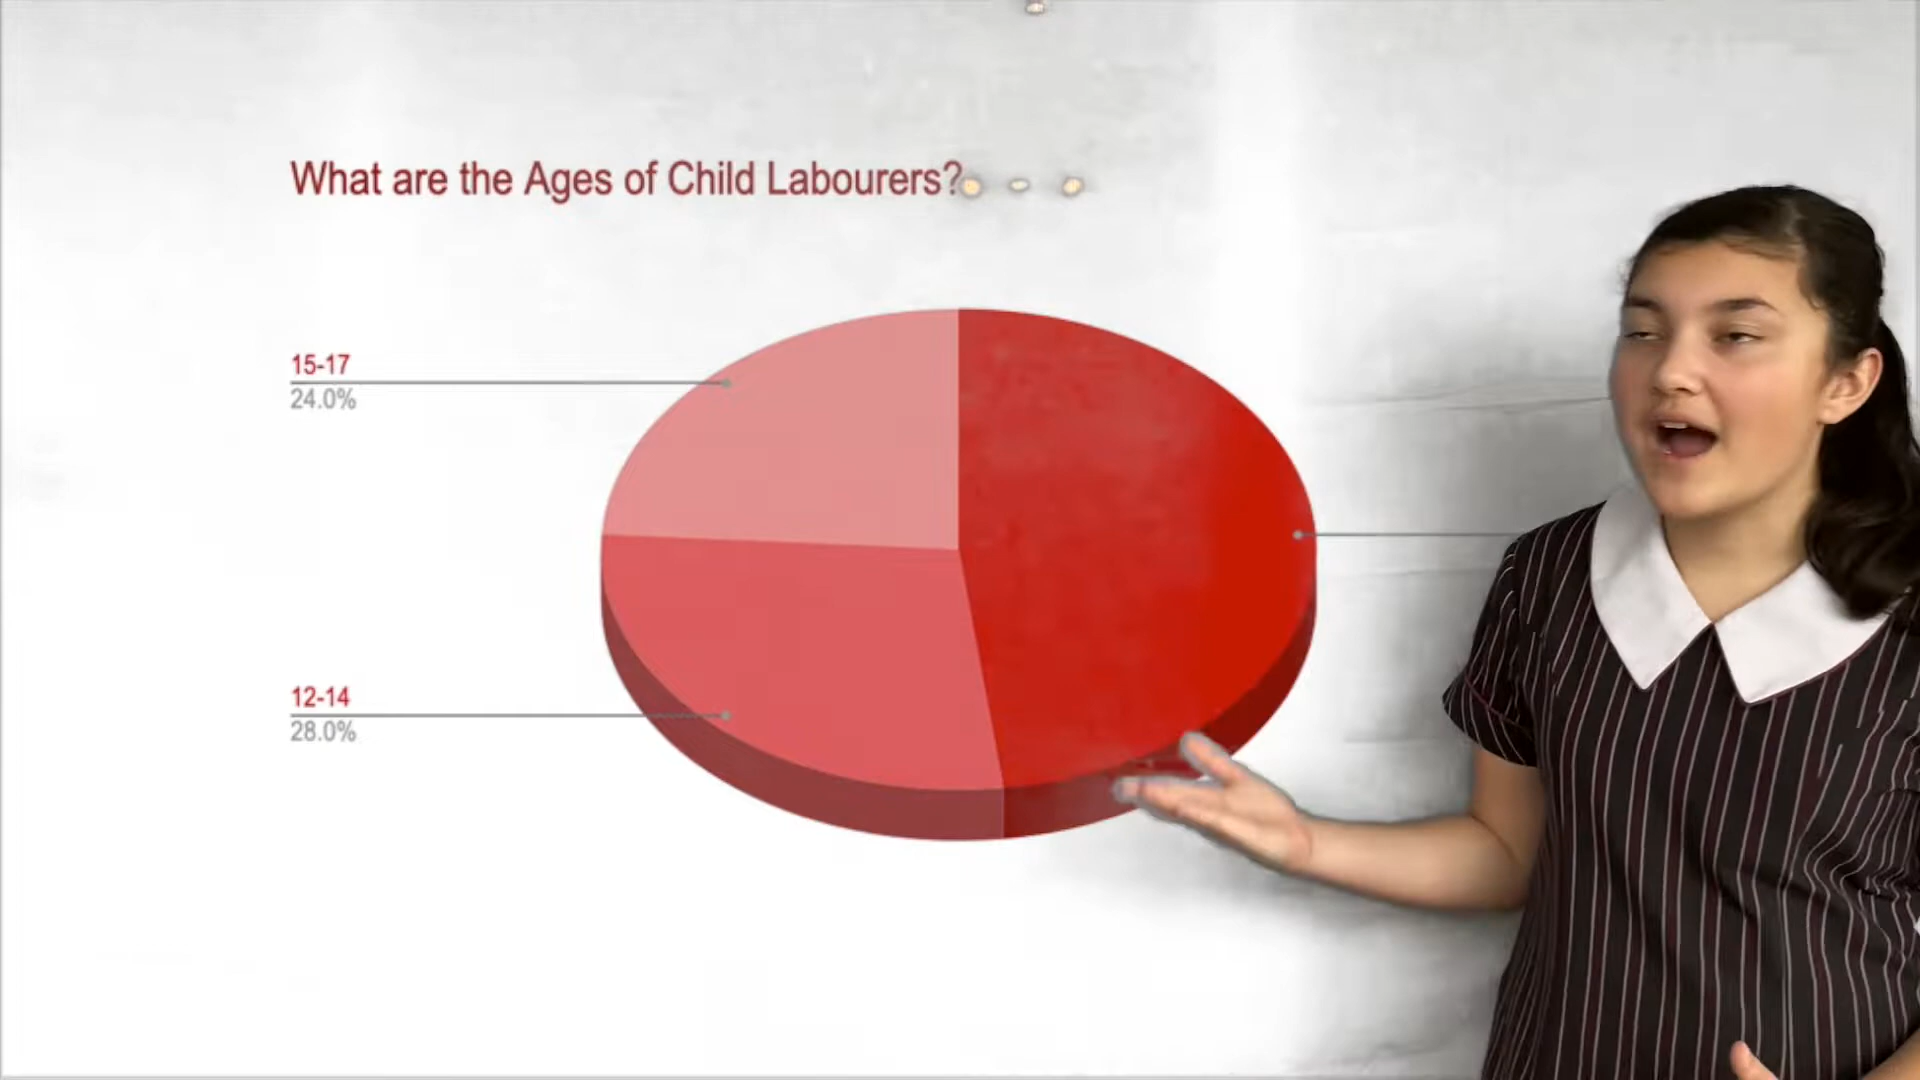 What are the Ages of Child Labourers?
15-17
24.0%
12-14
28.0%